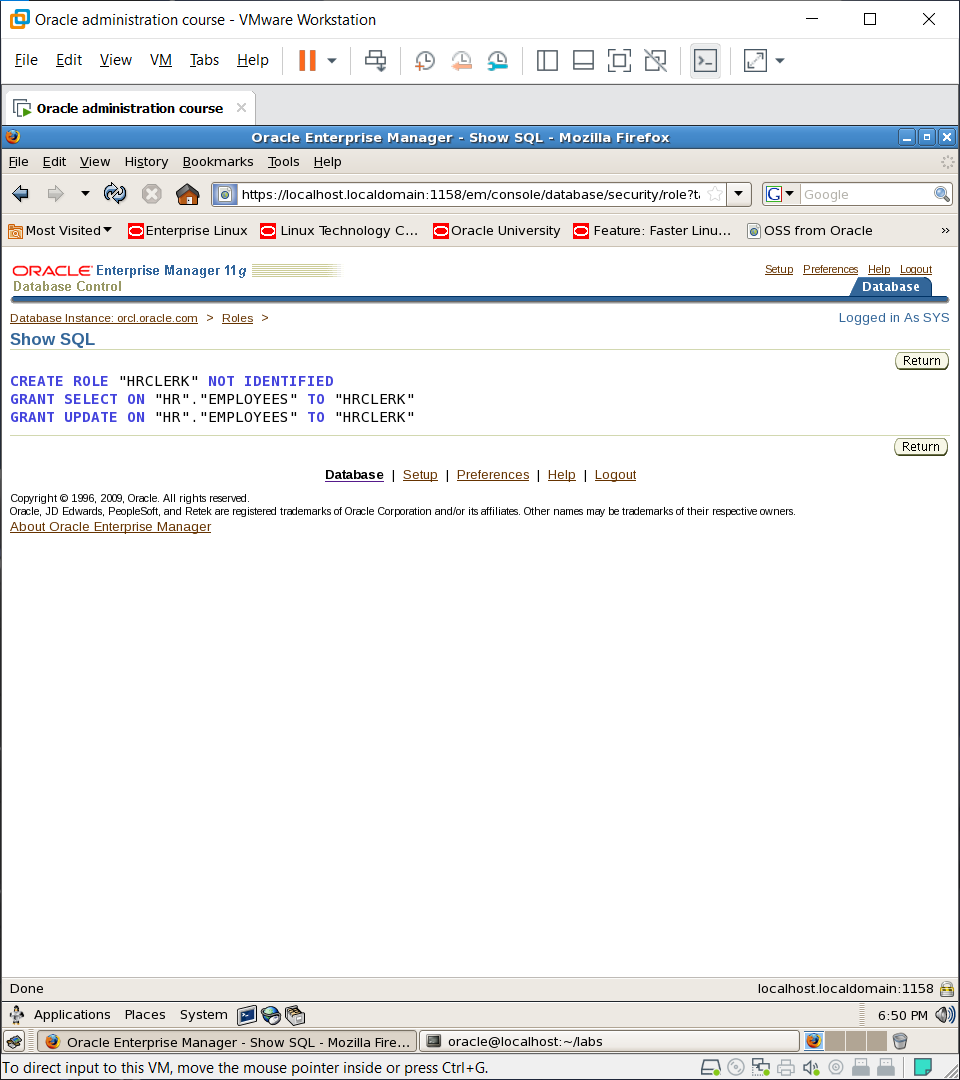 Oracle administration course - VMware Workstation
File Edit View VM Tabs Help
Oracle administration course
Oracle Enterprise Manager - Show SQL - Mozilla Firefox
File Edit View History Bookmarks Tools Help
https://localhost.localdomain:1158/em/console/database/security/role?ta
G Google
Most Visited Enterprise Linux Linux Technology C... Oracle University Feature: Faster Linu... OSS from Oracle »
ORACLE Enterprise Manager 11g
Setup Preferences Help Logout
Database Control
Database
Database Instance: orcl.oracle.com > Roles >
Logged in As SYS
Show SQL
Return
CREATE ROLE "HRCLERK" NOT IDENTIFIED
GRANT SELECT ON "HR"."EMPLOYEES" TO "HRCLERK"
GRANT UPDATE ON "HR"."EMPLOYEES" TO "HRCLERK"
Return
Database | Setup | Preferences | Help | Logout
Copyright © 1996, 2009, Oracle. All rights reserved.
Oracle, JD Edwards, PeopleSoft, and Retek are registered trademarks of Oracle Corporation and/or its affiliates. Other names may be trademarks of their respective owners.
About Oracle Enterprise Manager
Done
localhost.localdomain:1158
Applications Places System
6:50 PM
Oracle Enterprise Manager - Show SQL - Mozilla Fire...
oracle@localhost:~/labs
To direct input to this VM, move the mouse pointer inside or press Ctrl+G.